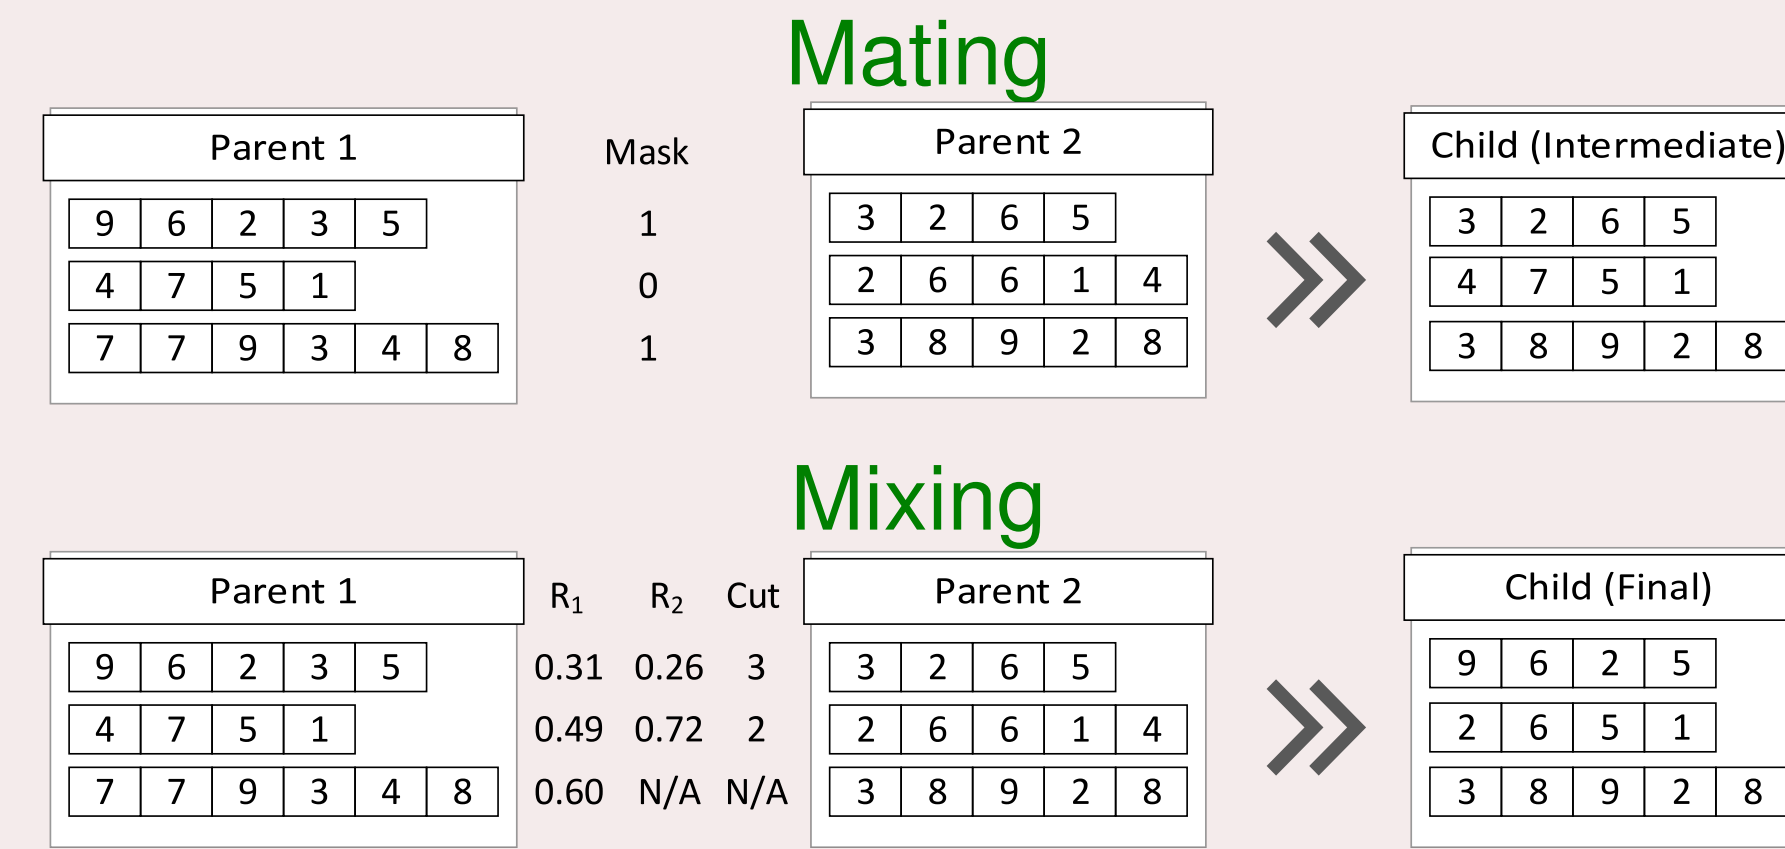 Mating
Parent 1 Mask Parent 2 Child (Intermediate)
9 6 2 3 5 1 3 2 6 5 3 2 6 5
4 7 5 1 0 2 6 6 1 4 4 7 5 1
7 7 9 3 4 8 1 3 8 9 2 8 3 8 9 2 8
Mixing
Parent 1 R₁ R₂ Cut Parent 2 Child (Final)
9 6 2 3 5 0.31 0.26 3 3 2 6 5 9 6 2 5
4 7 5 1 0.49 0.72 2 2 6 6 1 4 2 6 5 1
7 7 9 3 4 8 0.60 N/A N/A 3 8 9 2 8 3 8 9 2 8